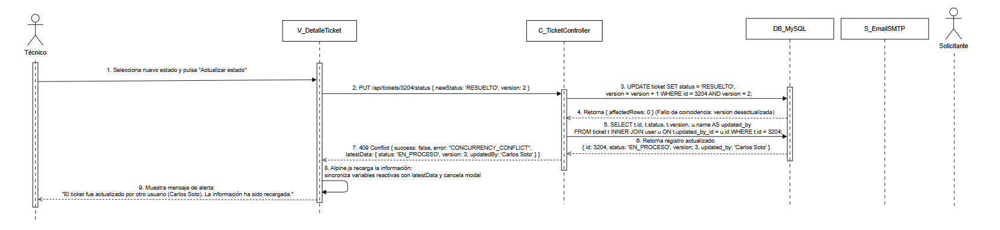 Técnico
V_DetalleTicket
C_TicketController
DB_MySQL
S_EmailSMTP
Solicitante
1. Selecciona nuevo estado y pulsa "Actualizar estado"
2. PUT /api/tickets/3204/status { newStatus: 'RESUELTO', version: 2 }
3. UPDATE ticket SET status = 'RESUELTO',
version = version + 1 WHERE id = 3204 AND version = 2;
4. Retorna { affectedRows: 0 } (Fallo de coincidencia: version desactualizada)
5. SELECT t.id, t.status, t.version, u.name AS updated_by
FROM ticket t INNER JOIN user u ON t.updated_by_id = u.id WHERE t.id = 3204;
6. Retorna registro actualizado
{ id: 3204, status: 'EN_PROCESO', version: 3, updated_by: 'Carlos Soto' }
7. 409 Conflict { success: false, error: "CONCURRENCY_CONFLICT",
latestData: { status: 'EN_PROCESO', version: 3, updatedBy: 'Carlos Soto' } }
8. Alpine.js recarga la información:
sincroniza variables reactivas con latestData y cancela modal
9. Muestra mensaje de alerta:
"El ticket fue actualizado por otro usuario (Carlos Soto). La información ha sido recargada."